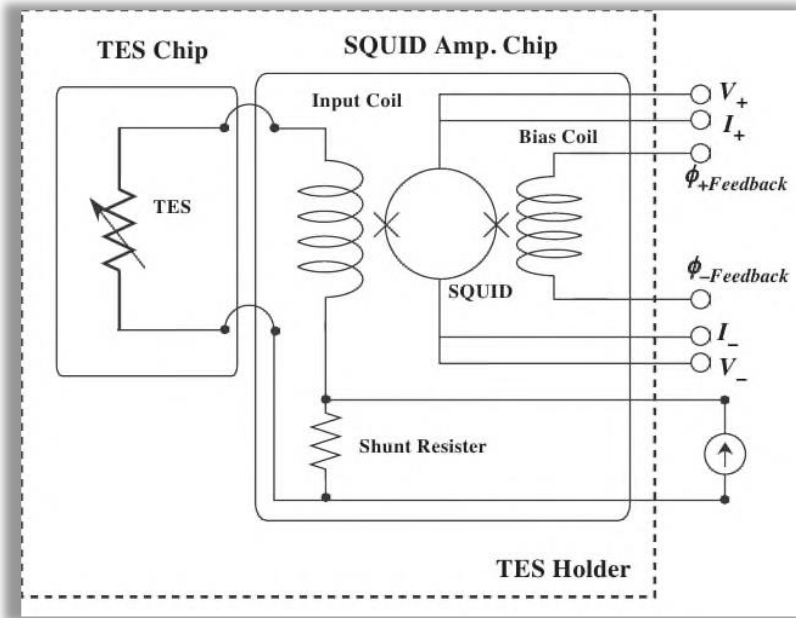 TES Chip
SQUID Amp. Chip
Input Coil
V+
I+
Bias Coil
ϕ+Feedback
TES
ϕ−Feedback
SQUID
I−
V−
Shunt Resister
TES Holder